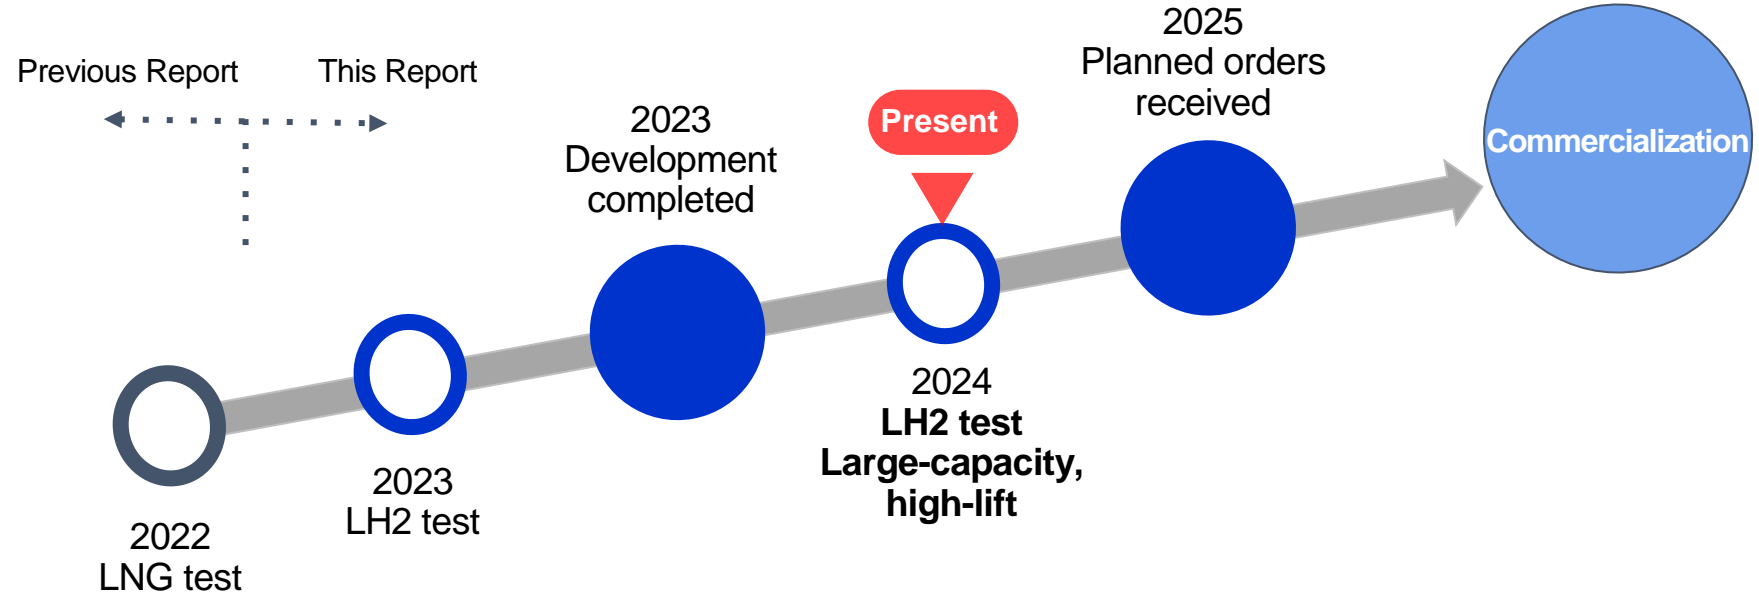 Previous Report
This Report
2022
LNG test
2023
LH2 test
2023
Development
completed
Present
2024
LH2 test
Large-capacity,
high-lift
2025
Planned orders
received
Commercialization